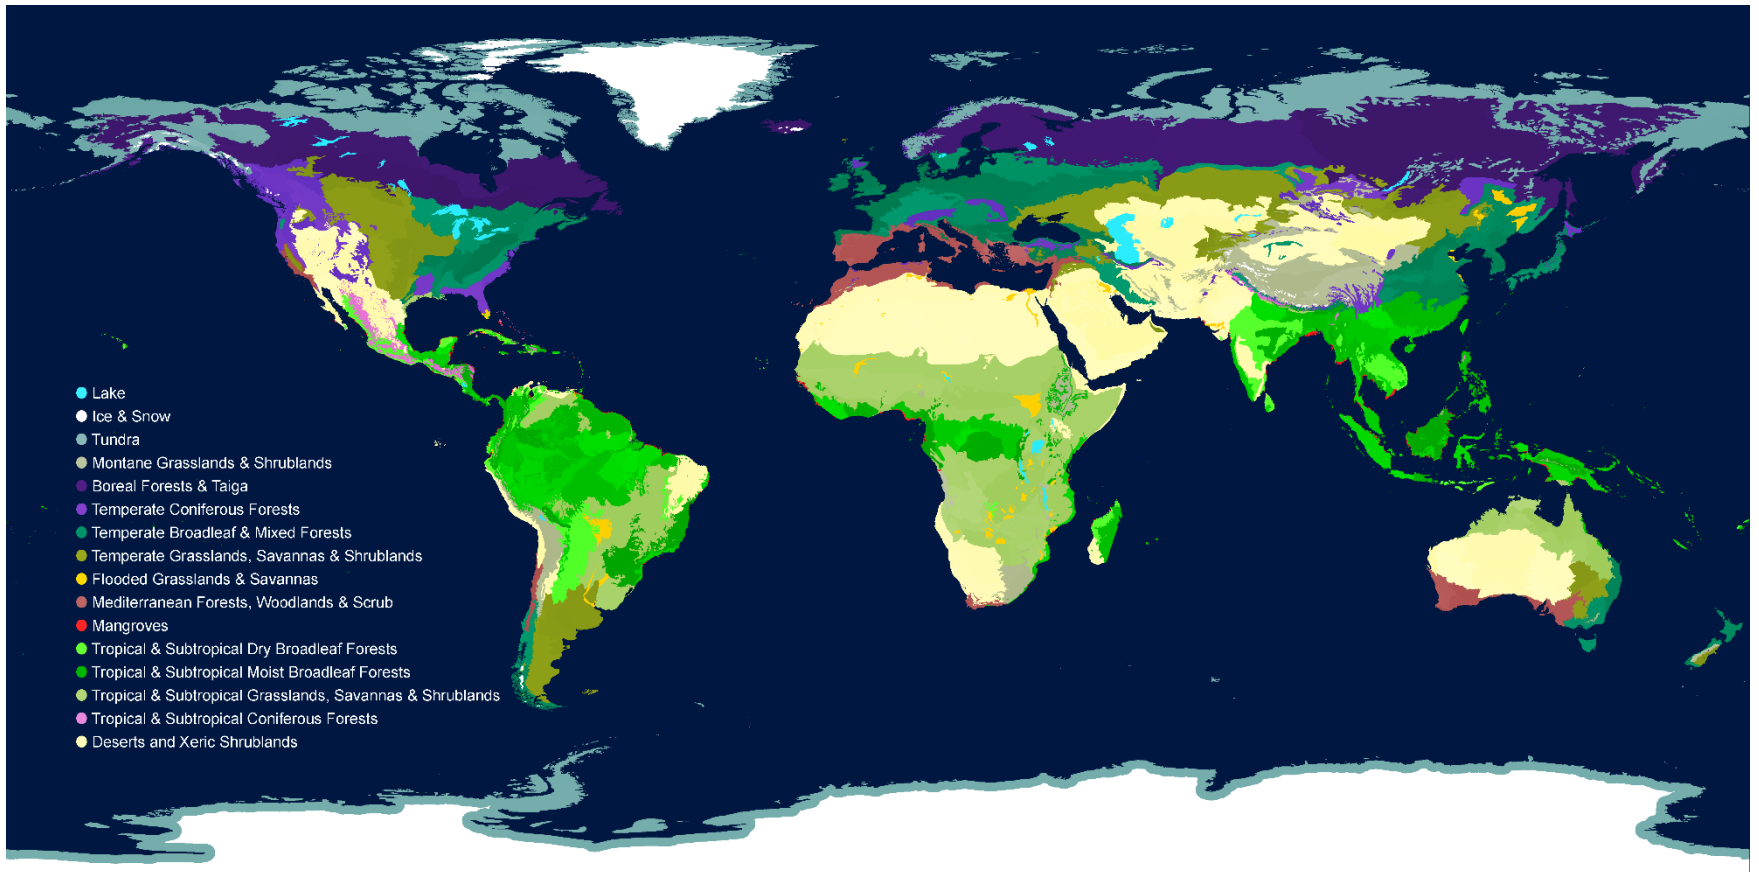 Lake
Ice & Snow
Tundra
Montane Grasslands & Shrublands
Boreal Forests & Taiga
Temperate Coniferous Forests
Temperate Broadleaf & Mixed Forests
Temperate Grasslands, Savannas & Shrublands
Flooded Grasslands & Savannas
Mediterranean Forests, Woodlands & Scrub
Mangroves
Tropical & Subtropical Dry Broadleaf Forests
Tropical & Subtropical Moist Broadleaf Forests
Tropical & Subtropical Grasslands, Savannas & Shrublands
Tropical & Subtropical Coniferous Forests
Deserts and Xeric Shrublands